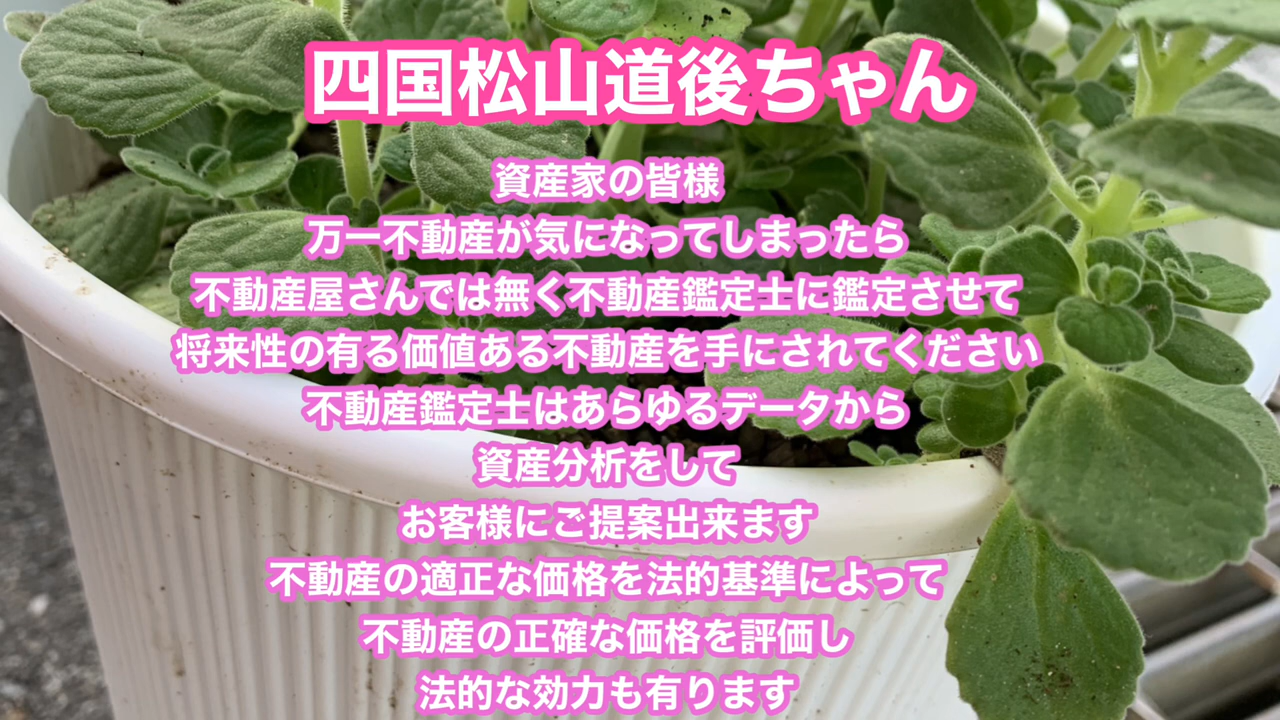 四国松山道後ちゃん
資産家の皆様
万一不動産が気になってしまったら
不動産屋さんでは無く不動産鑑定士に鑑定させて
将来性の有る価値ある不動産を手にされてください
不動産鑑定士はあらゆるデータから
資産分析をして
お客様にご提案出来ます
不動産の適正な価格を法的基準によって
不動産の正確な価格を評価し
法的な効力も有ります